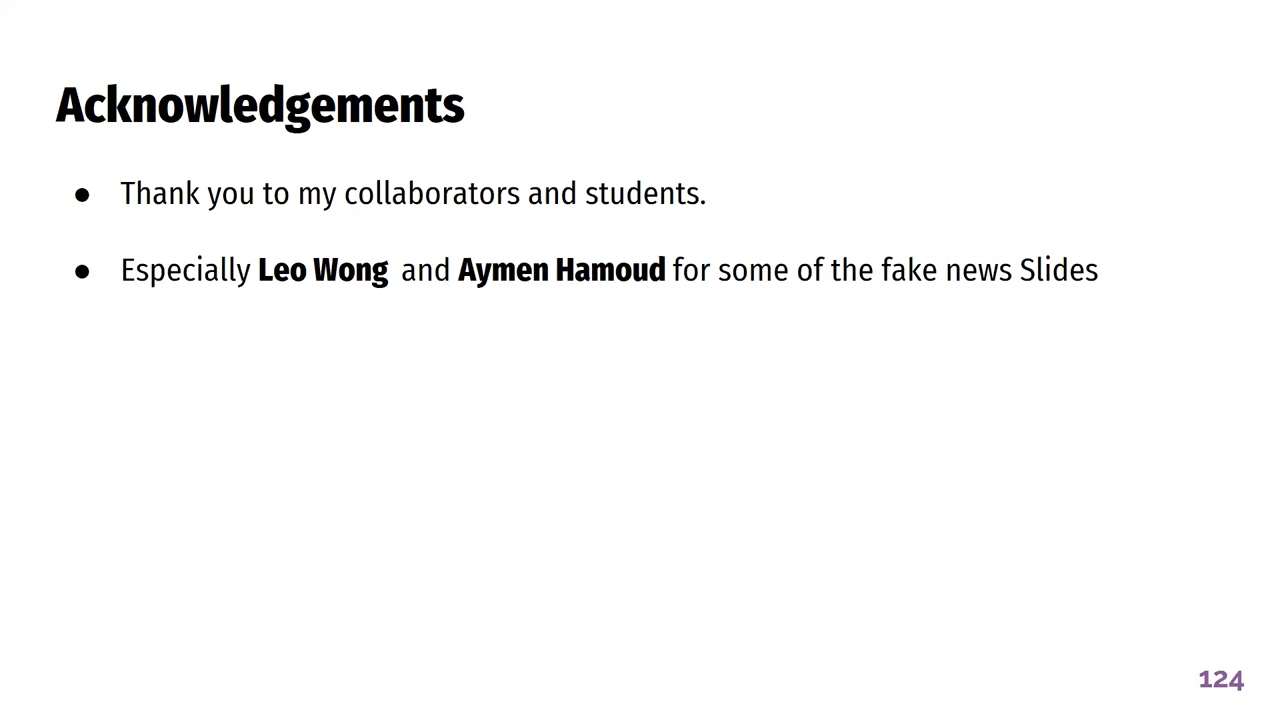 Acknowledgements
● Thank you to my collaborators and students.
● Especially Leo Wong and Aymen Hamoud for some of the fake news Slides
124